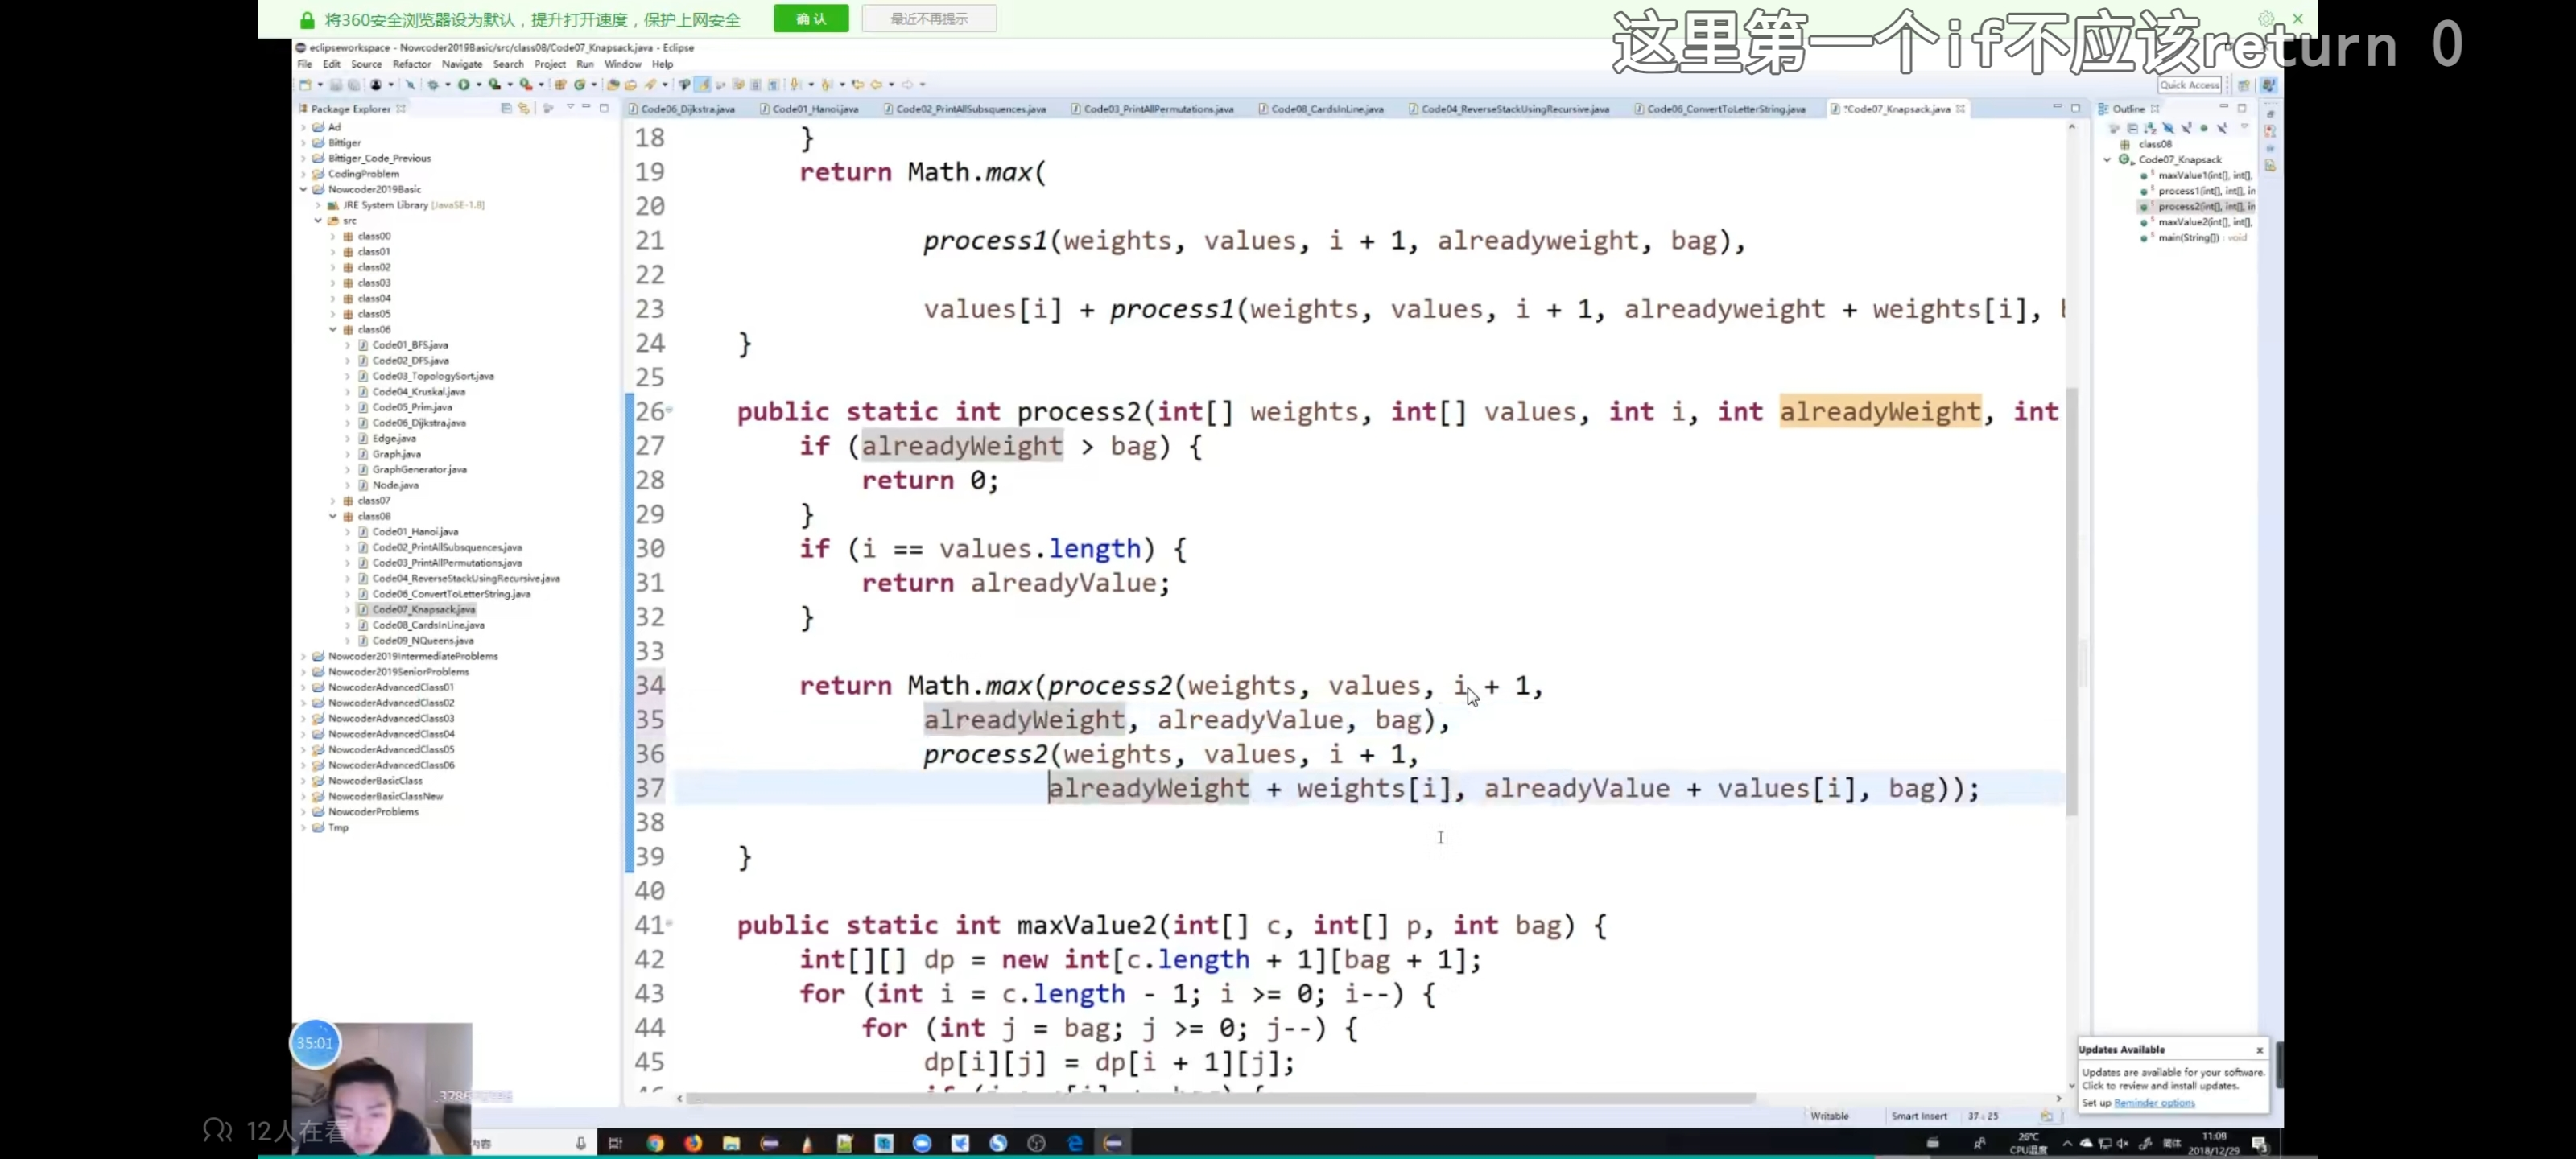 将360安全浏览器设为默认，提升打开速度，保护上网安全
确认
最近不再提示
这里第一个if不应该return 0
eclipseworkspace - Nowcoder2019Basic/src/class08/Code07_Knapsack.java - Eclipse
File Edit Source Refactor Navigate Search Project Run Window Help
Quick Access
Package Explorer
Code06_Dijkstra.java Code01_Hanoi.java Code02_PrintAllSubsquences.java Code03_PrintAllPermutations.java Code08_CardsInLine.java Code04_ReverseStackUsingRecursive.java Code06_ConvertToLetterString.java *Code07_Knapsack.java
Outline
Ad
Bittiger
Bittiger_Code_Previous
CodingProblem
Nowcoder2019Basic
JRE System Library [JavaSE-1.8]
src
class00
class01
class02
class03
class04
class05
class06
Code01_BFS.java
Code02_DFS.java
Code03_TopologySort.java
Code04_Kruskal.java
Code05_Prim.java
Code06_Dijkstra.java
Edge.java
Graph.java
GraphGenerator.java
Node.java
class07
class08
Code01_Hanoi.java
Code02_PrintAllSubsquences.java
Code03_PrintAllPermutations.java
Code04_ReverseStackUsingRecursive.java
Code06_ConvertToLetterString.java
Code07_Knapsack.java
Code08_CardsInLine.java
Code09_NQueens.java
Nowcoder2019IntermediateProblems
Nowcoder2019SeniorProblems
NowcoderAdvancedClass01
NowcoderAdvancedClass02
NowcoderAdvancedClass03
NowcoderAdvancedClass04
NowcoderAdvancedClass05
NowcoderAdvancedClass06
NowcoderBasicClass
NowcoderBasicClassNew
NowcoderProblems
Tmp
18 }
19 return Math.max(
20
21 process1(weights, values, i + 1, alreadyweight, bag),
22
23 values[i] + process1(weights, values, i + 1, alreadyweight + weights[i],
24 }
25
26 public static int process2(int[] weights, int[] values, int i, int alreadyWeight, int
27 if (alreadyWeight > bag) {
28 return 0;
29 }
30 if (i == values.length) {
31 return alreadyValue;
32 }
33
34 return Math.max(process2(weights, values, i + 1,
35 alreadyWeight, alreadyValue, bag),
36 process2(weights, values, i + 1,
37 alreadyWeight + weights[i], alreadyValue + values[i], bag));
38
39 }
40
41 public static int maxValue2(int[] c, int[] p, int bag) {
42 int[][] dp = new int[c.length + 1][bag + 1];
43 for (int i = c.length - 1; i >= 0; i--) {
44 for (int j = bag; j >= 0; j--) {
45 dp[i][j] = dp[i + 1][j];
class08
Code07_Knapsack
maxValue1(int[], int[],
process1(int[], int[], in
process2(int[], int[], in
maxValue2(int[], int[],
main(String[]) : void
Updates Available
Updates are available for your software.
Click to review and install updates.
Set up Reminder options
35:01
12人在看
内容
Writable Smart Insert 37 : 25
26℃
CPU温度
简体
11:08
2018/12/29